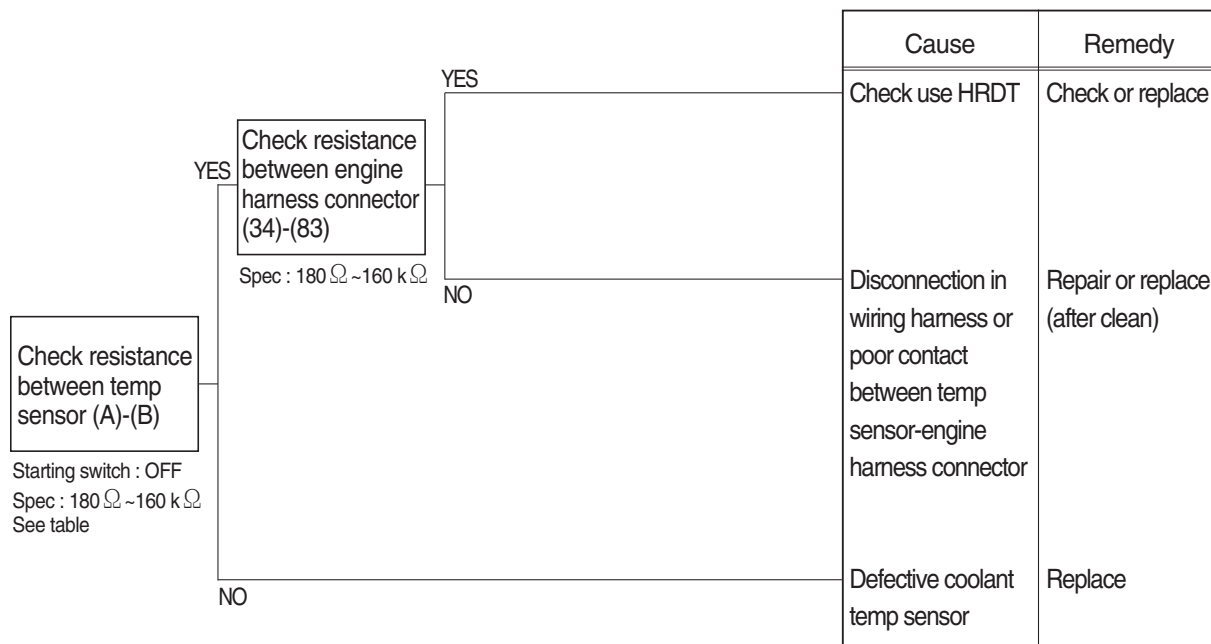 Cause
Remedy
YES
Check use HRDT
Check or replace
Check resistance
between engine
harness connector
(34)-(83)
YES
Spec : 180 Ω ~160 k Ω
NO
Disconnection in
wiring harness or
poor contact
between temp
sensor-engine
harness connector
Repair or replace
(after clean)
Check resistance
between temp
sensor (A)-(B)
Starting switch : OFF
Spec : 180 Ω ~160 k Ω
See table
NO
Defective coolant
temp sensor
Replace